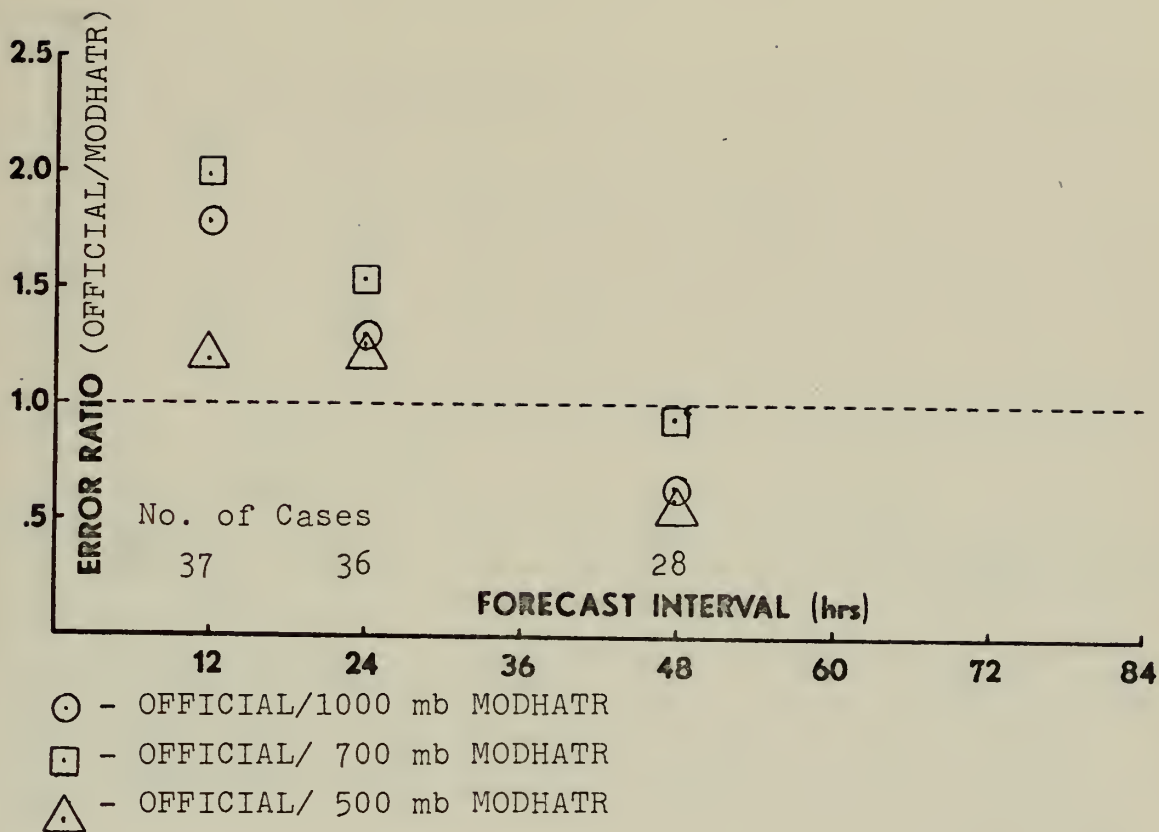 ERROR RATIO (OFFICIAL/MODHATR)
2.5
2.0
1.5
1.0
.5
No. of Cases
37 36 28
FORECAST INTERVAL (hrs)
12 24 36 48 60 72 84
- OFFICIAL/1000 mb MODHATR
- OFFICIAL/ 700 mb MODHATR
- OFFICIAL/ 500 mb MODHATR